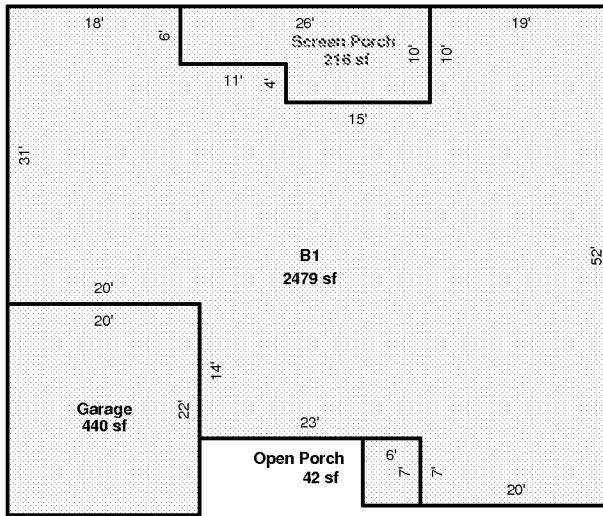 18'
26'
19'
6'
Screen Porch
216 sf
10'
10'
11'
4'
15'
31'
B1
2479 sf
52'
20'
20'
14'
Garage
440 sf
22'
23'
Open Porch
42 sf
6'
7'
7'
20'